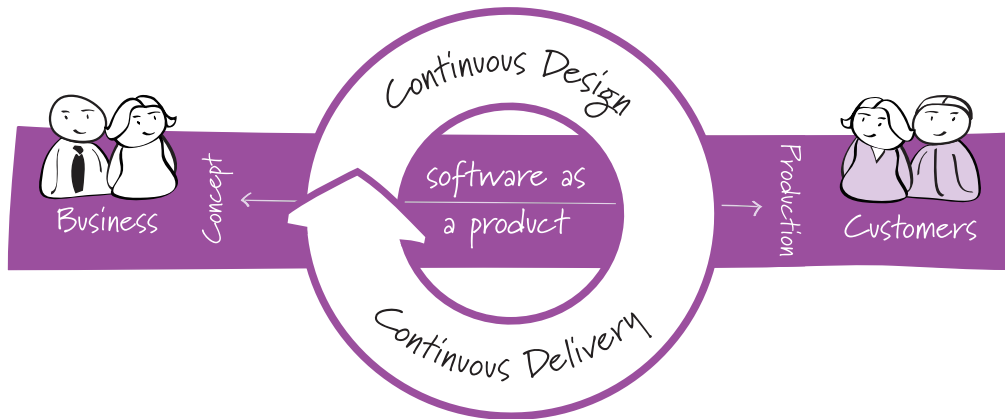 Continuous Design
Business
Concept
software as
a product
Production
Customers
Continuous Delivery